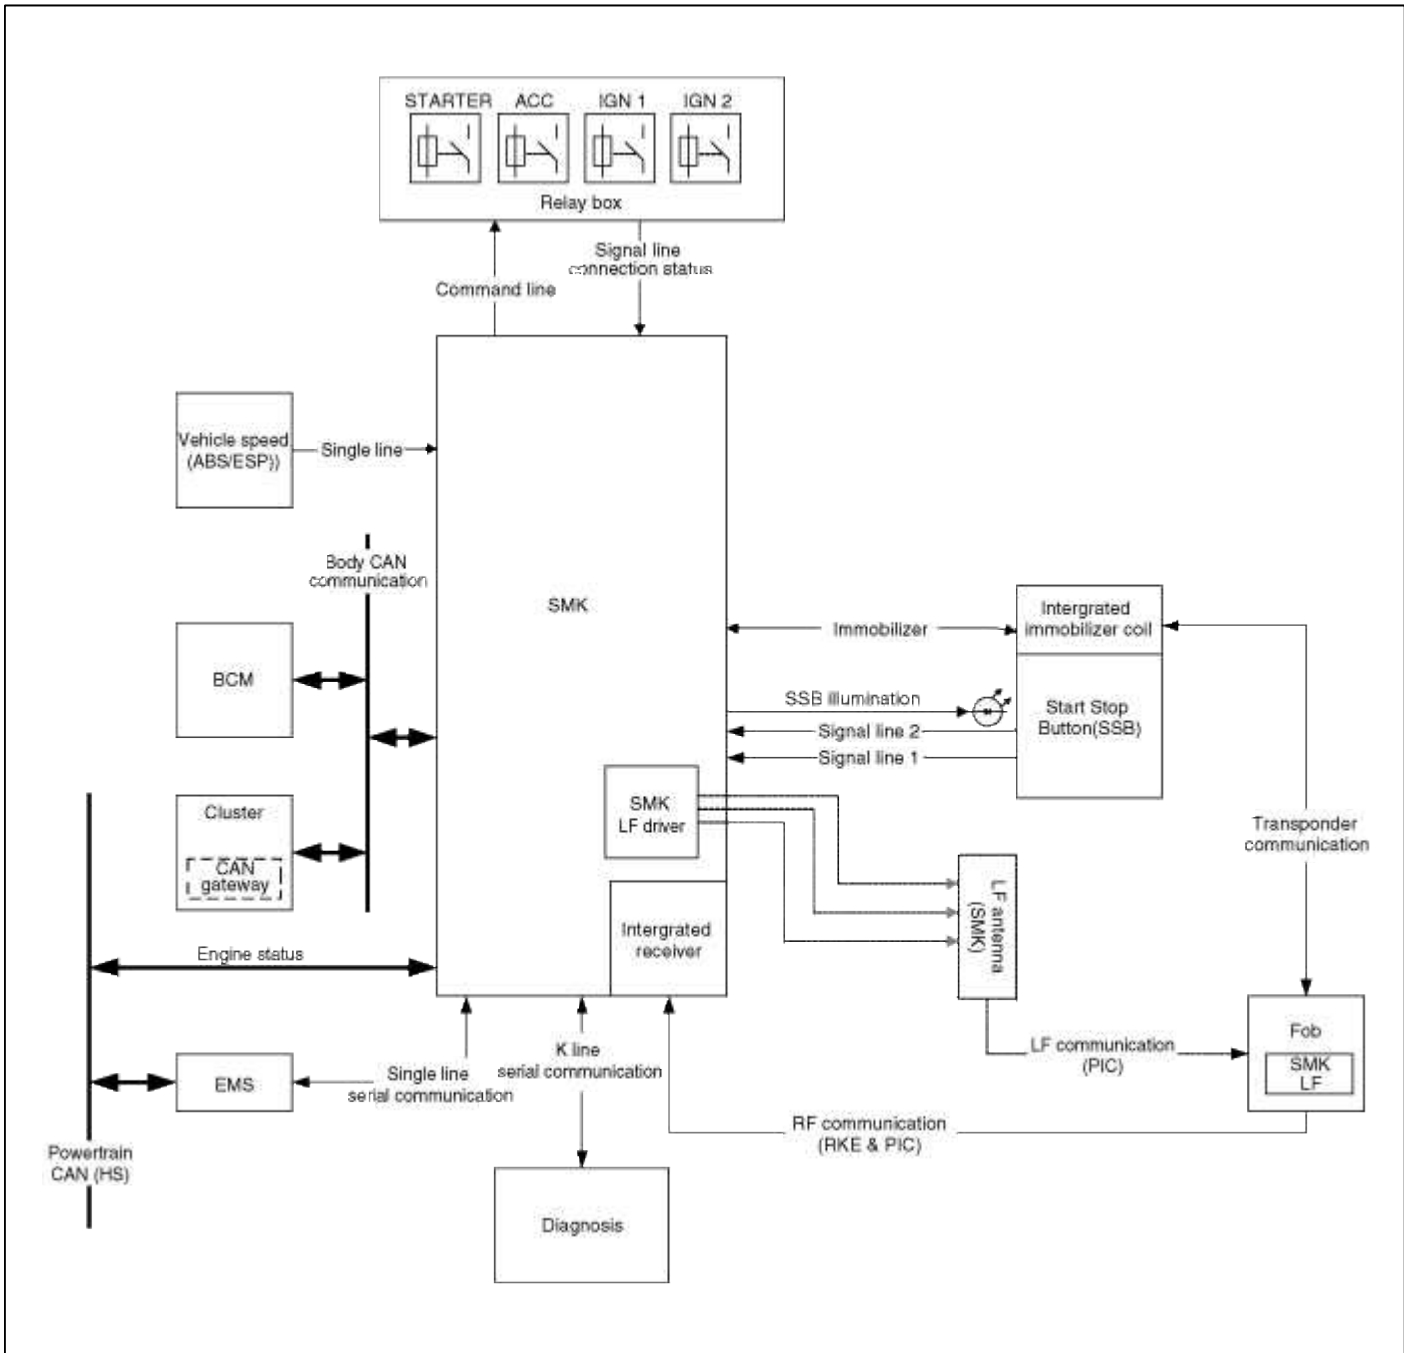 STARTER ACC IGN 1 IGN 2
Relay box
Signal line
connection status
Command line
Vehicle speed
(ABS/ESP))
Single line
Body CAN
communication
SMK
Intergrated
immobilizer coil
Immobilizer
BCM
SSB illumination
Start Stop
Button(SSB)
Signal line 2
Signal line 1
SMK
LF driver
Cluster
CAN
gateway
Transponder
communication
LF antenna
(SMK)
Intergrated
receiver
Engine status
Fob
SMK
LF
LF communication
(PIC)
K line
serial communication
EMS
Single line
serial communication
RF communication
(RKE & PIC)
Powertrain
CAN (HS)
Diagnosis